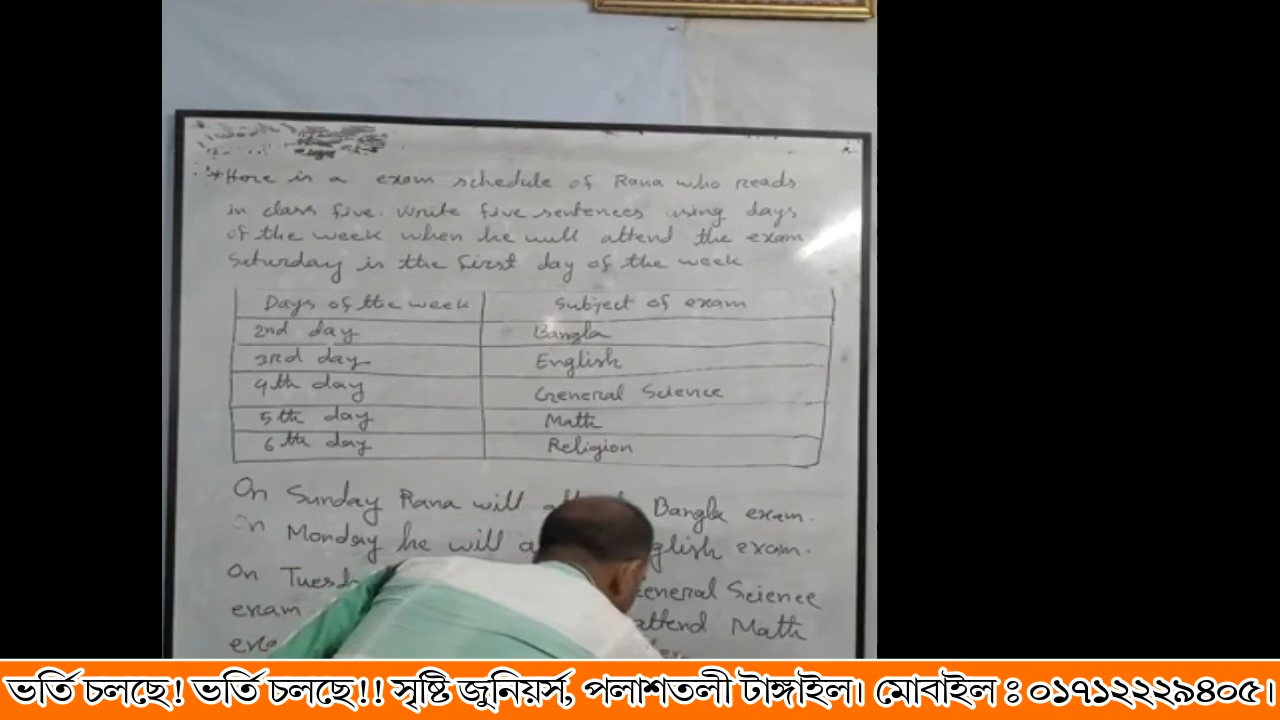 *Here is a exam schedule of Rana who reads
in class five. Write five sentences using days
of the week when he will attend the exam
Saturday is the first day of the week
Days of the week Subject of exam
2nd day Bangla
3rd day English
4th day General Science
5th day Math
6th day Religion
On Sunday Rana will Bangla exam.
On Monday he will exam.
On General Science
exam attend Math
ভর্তি চলছে! ভর্তি চলছে!! সৃষ্টি জুনিয়র্স, পলাশতলী টাঙ্গাইল। মোবাইল ঃ ০১৭১২২২৯৪০৫।